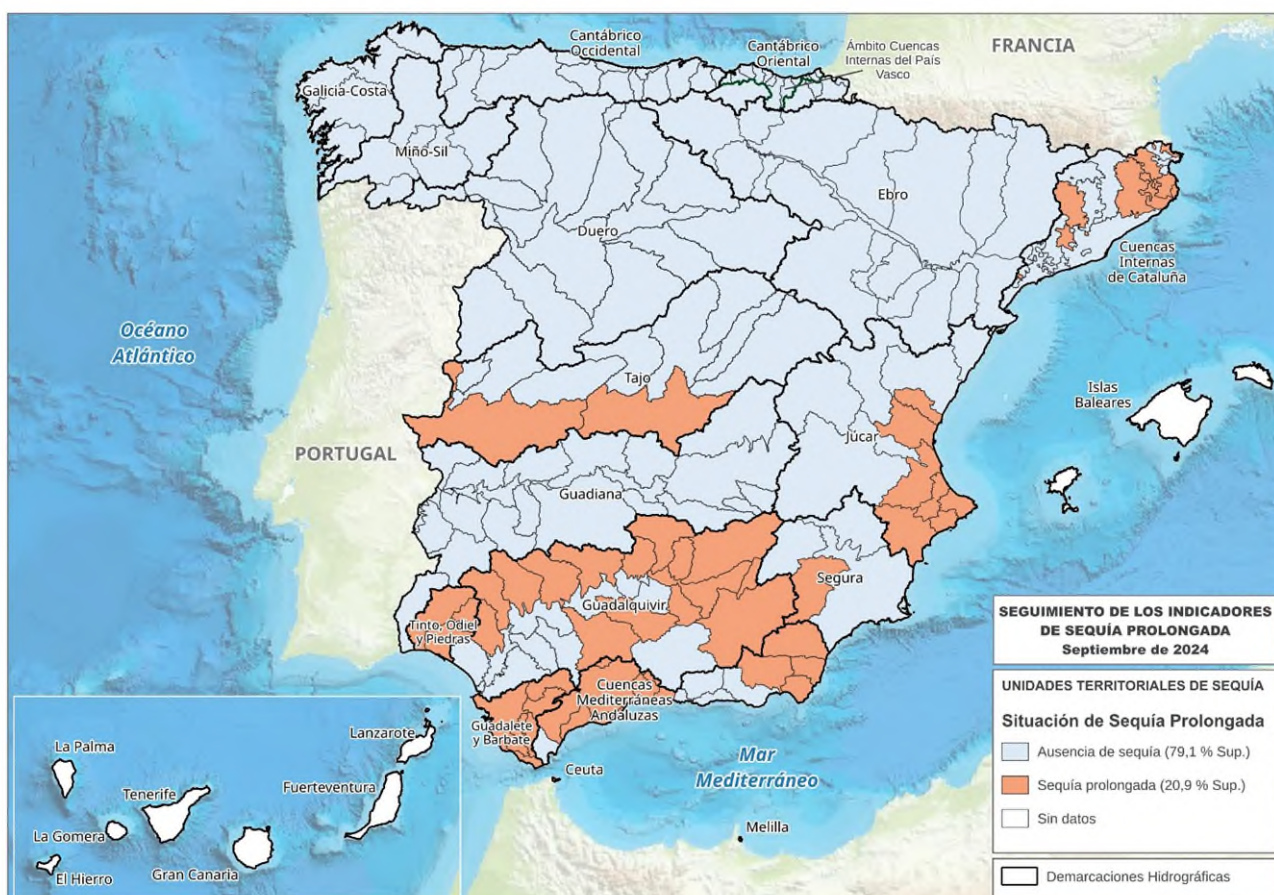 Cantábrico
Occidental
Cantábrico
Oriental
Ámbito Cuencas
Internas del País
Vasco
FRANCIA
Galicia-Costa
Miño-Sil
Ebro
Duero
Cuencas
Internas
de Cataluña
Océano
Atlántico
Tajo
Islas
Baleares
Júcar
PORTUGAL
Guadiana
Segura
Guadalquivir
Tinto, Odiel
y Piedras
Cuencas
Mediterráneas
Andaluzas
Guadalete
y Barbate
Ceuta
Mar
Mediterráneo
Melilla
Lanzarote
La Palma
Fuerteventura
Tenerife
La Gomera
El Hierro
Gran Canaria
SEGUIMIENTO DE LOS INDICADORES
DE SEQUÍA PROLONGADA
Septiembre de 2024
UNIDADES TERRITORIALES DE SEQUÍA
Situación de Sequía Prolongada
Ausencia de sequía (79,1 % Sup.)
Sequía prolongada (20,9 % Sup.)
Sin datos
Demarcaciones Hidrográficas